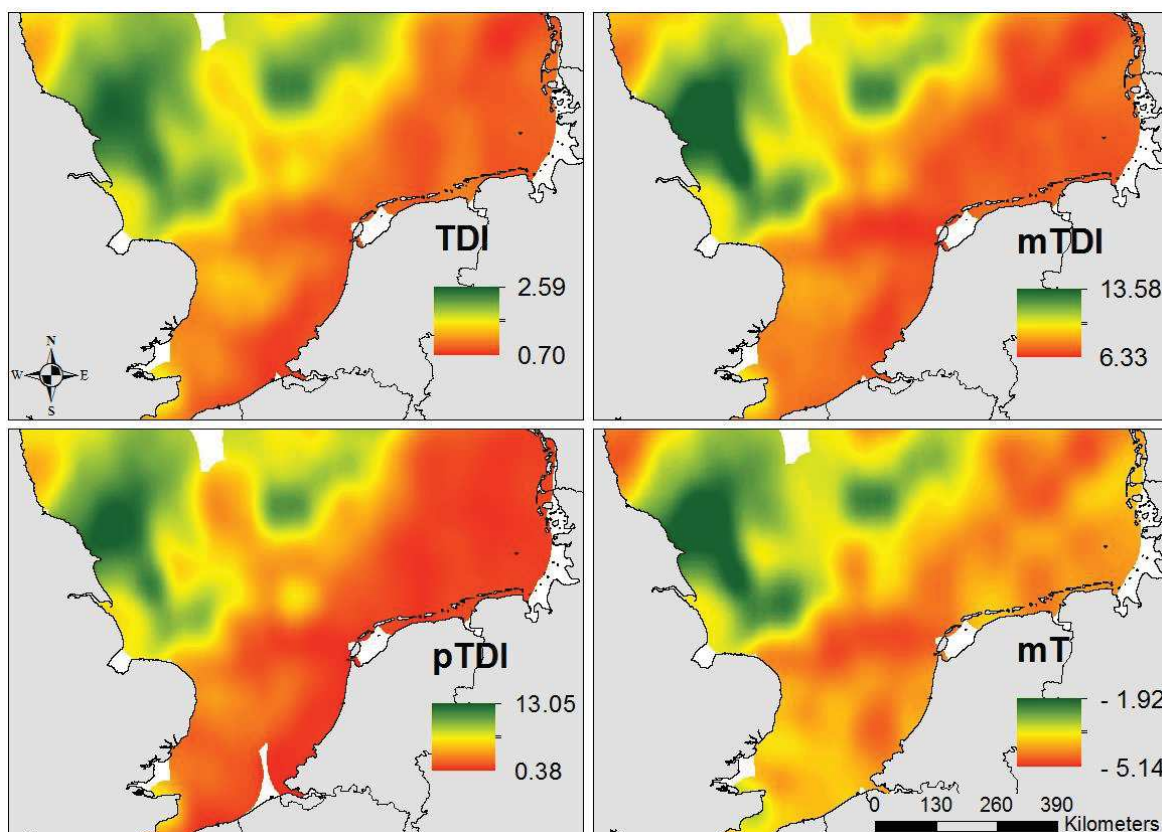 TDI
2.59
=
0.70
N
W E
S
mTDI
13.58
=
6.33
pTDI
13.05
=
0.38
mT
- 1.92
=
-5.14
0 130 260 390
Kilometers